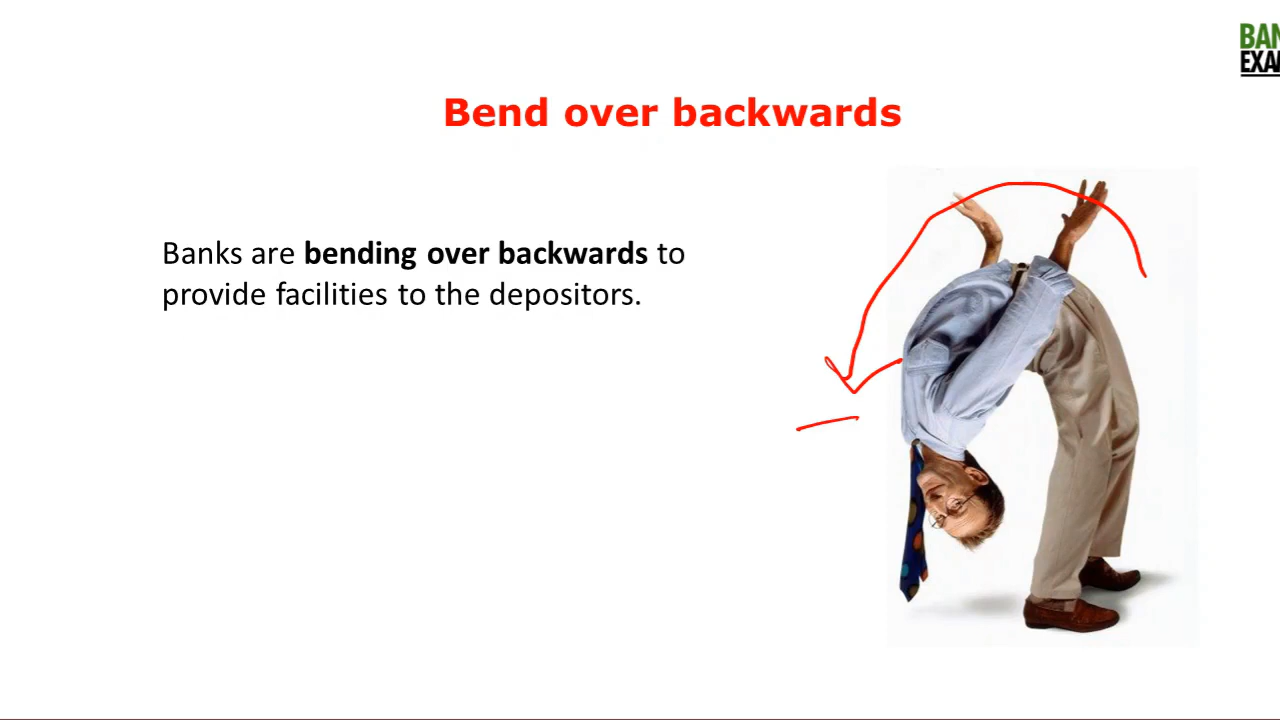 Bend over backwards
Banks are bending over backwards to
provide facilities to the depositors.